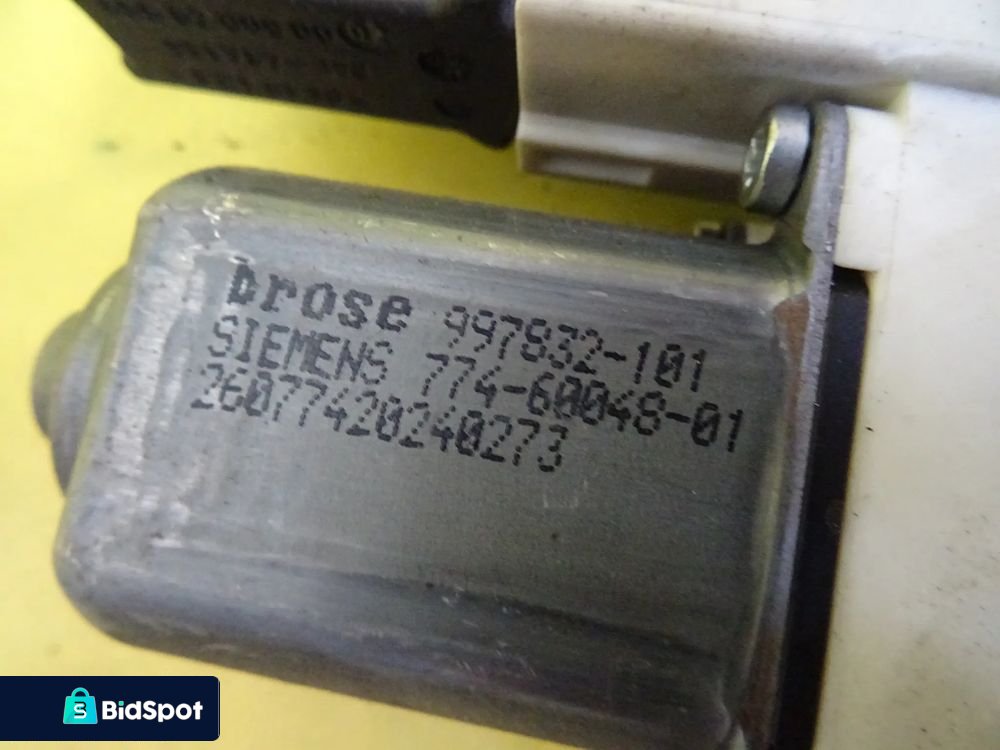 brose 997832-101
SIEMENS 774-60048-01
26077420240273
BidSpot